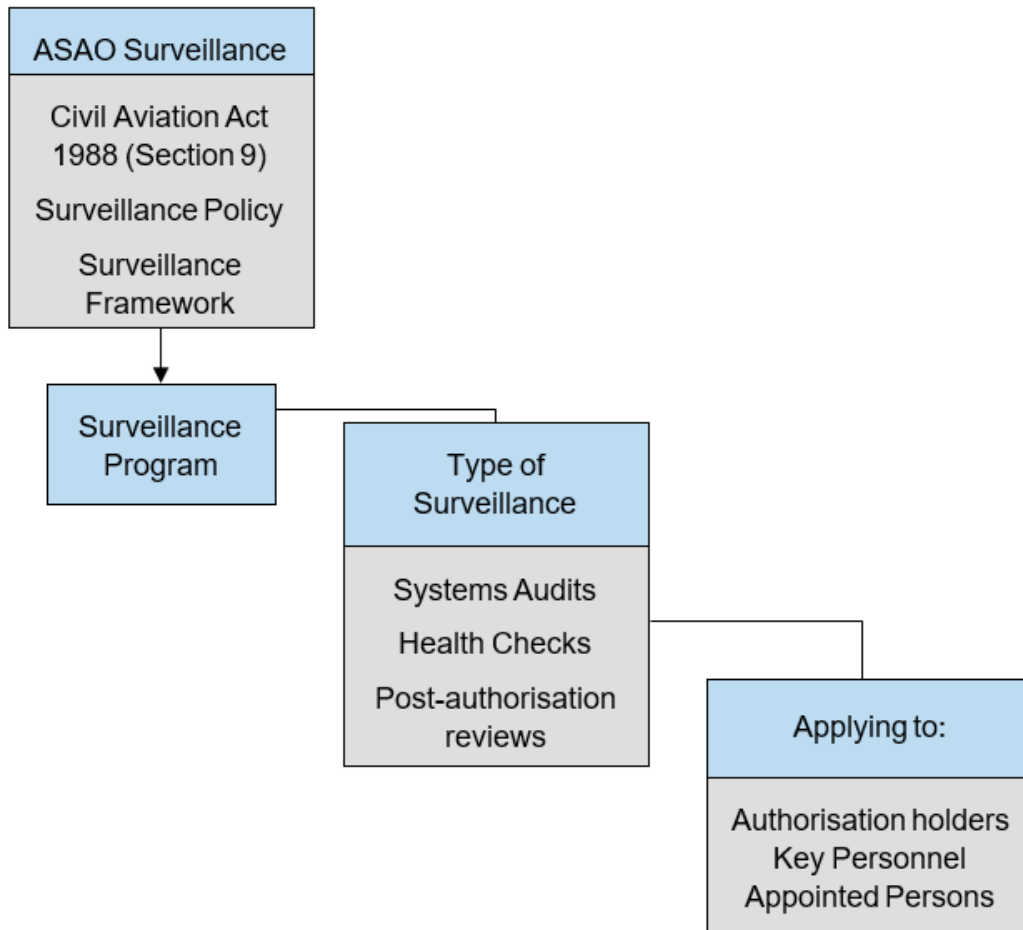 ASAO Surveillance
Civil Aviation Act
1988 (Section 9)
Surveillance Policy
Surveillance
Framework
Surveillance
Program
Type of
Surveillance
Systems Audits
Health Checks
Post-authorisation
reviews
Applying to:
Authorisation holders
Key Personnel
Appointed Persons